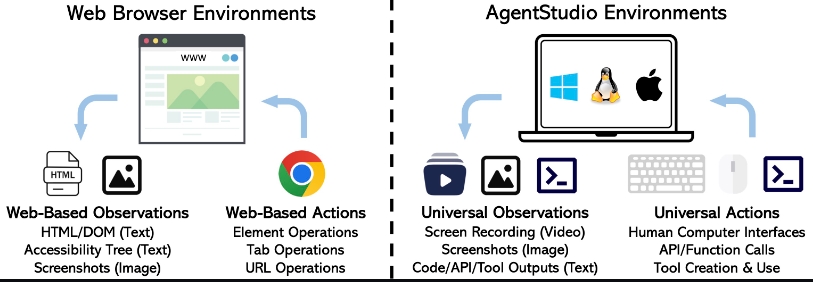 Web Browser Environments
WWW
HTML
Web-Based Observations
HTML/DOM (Text)
Accessibility Tree (Text)
Screenshots (Image)
Web-Based Actions
Element Operations
Tab Operations
URL Operations
AgentStudio Environments
Universal Observations
Screen Recording (Video)
Screenshots (Image)
Code/API/Tool Outputs (Text)
Universal Actions
Human Computer Interfaces
API/Function Calls
Tool Creation & Use